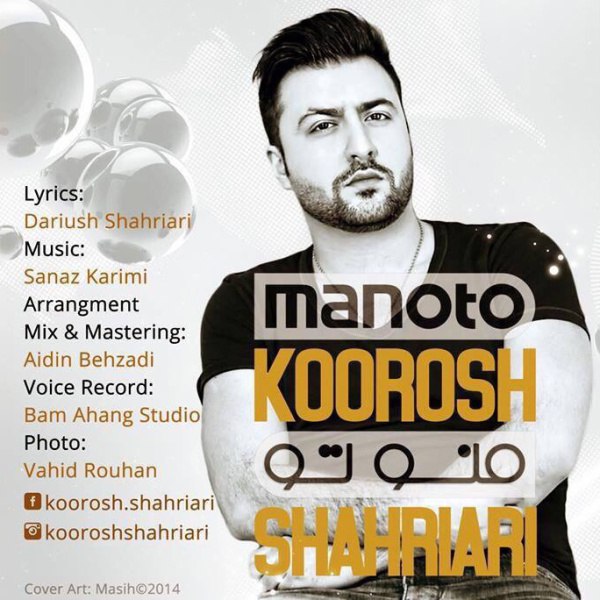 Lyrics:
Dariush Shahriari
Music:
Sanaz Karimi
Arrangment
Mix & Mastering:
Aidin Behzadi
Voice Record:
Bam Ahang Studio
Photo:
Vahid Rouhan
koorosh.shahriari
kooroshshahriari
Cover Art: Masih©2014
manoto
KOOROSH
منو تو
SHAHRIARI